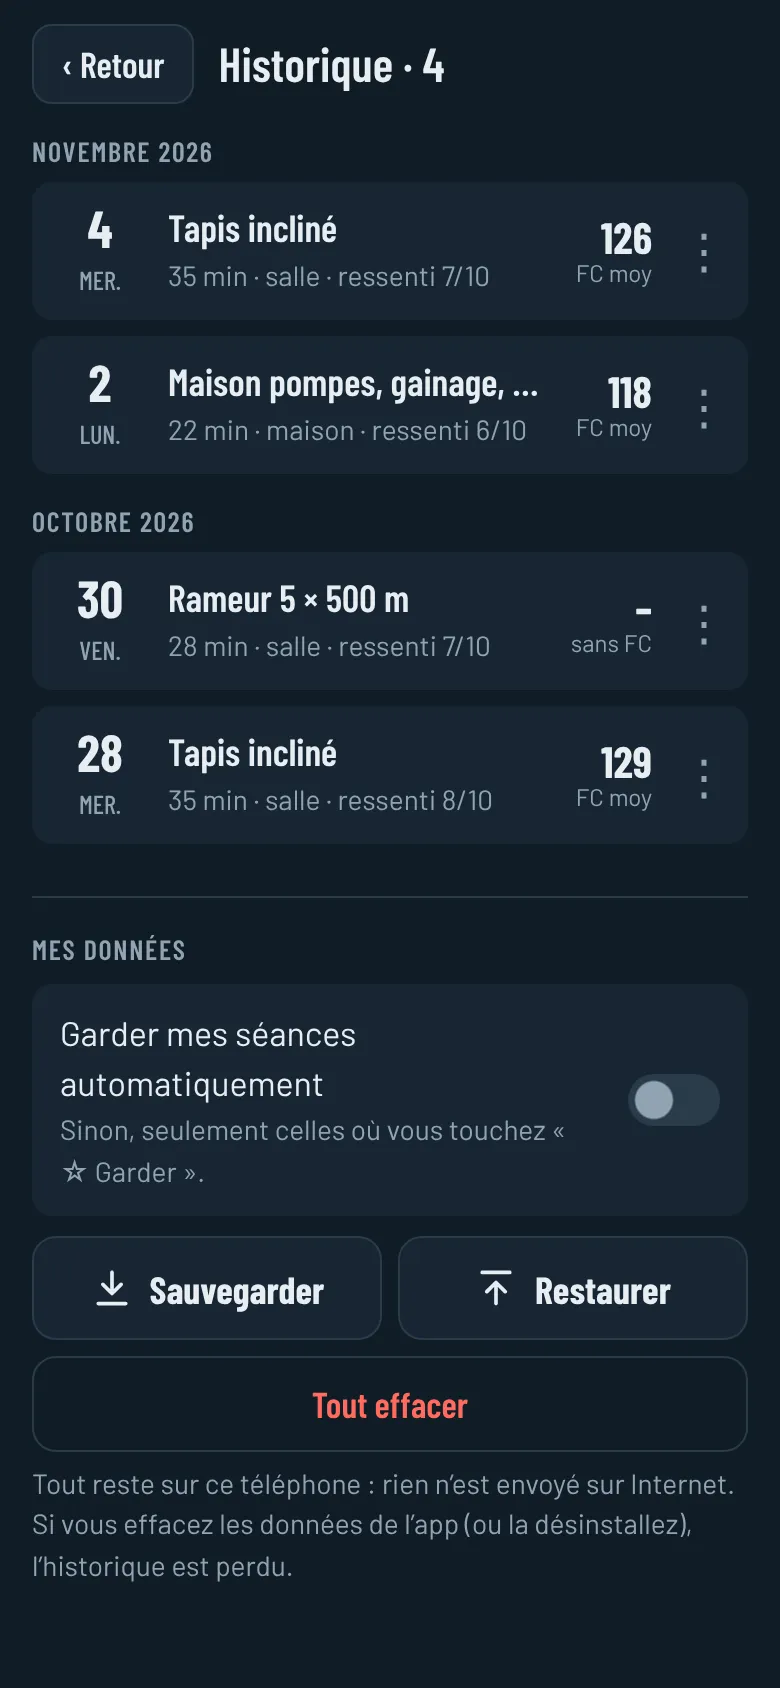 ‹ Retour
Historique · 4
NOVEMBRE 2026
4
MER.
Tapis incliné
35 min · salle · ressenti 7/10
126
FC moy
2
LUN.
Maison pompes, gainage, ...
22 min · maison · ressenti 6/10
118
FC moy
OCTOBRE 2026
30
VEN.
Rameur 5 × 500 m
28 min · salle · ressenti 7/10
–
sans FC
28
MER.
Tapis incliné
35 min · salle · ressenti 8/10
129
FC moy
MES DONNÉES
Garder mes séances
automatiquement
Sinon, seulement celles où vous touchez «
☆ Garder ».
Sauvegarder
Restaurer
Tout effacer
Tout reste sur ce téléphone : rien n’est envoyé sur Internet.
Si vous effacez les données de l’app (ou la désinstallez),
l’historique est perdu.